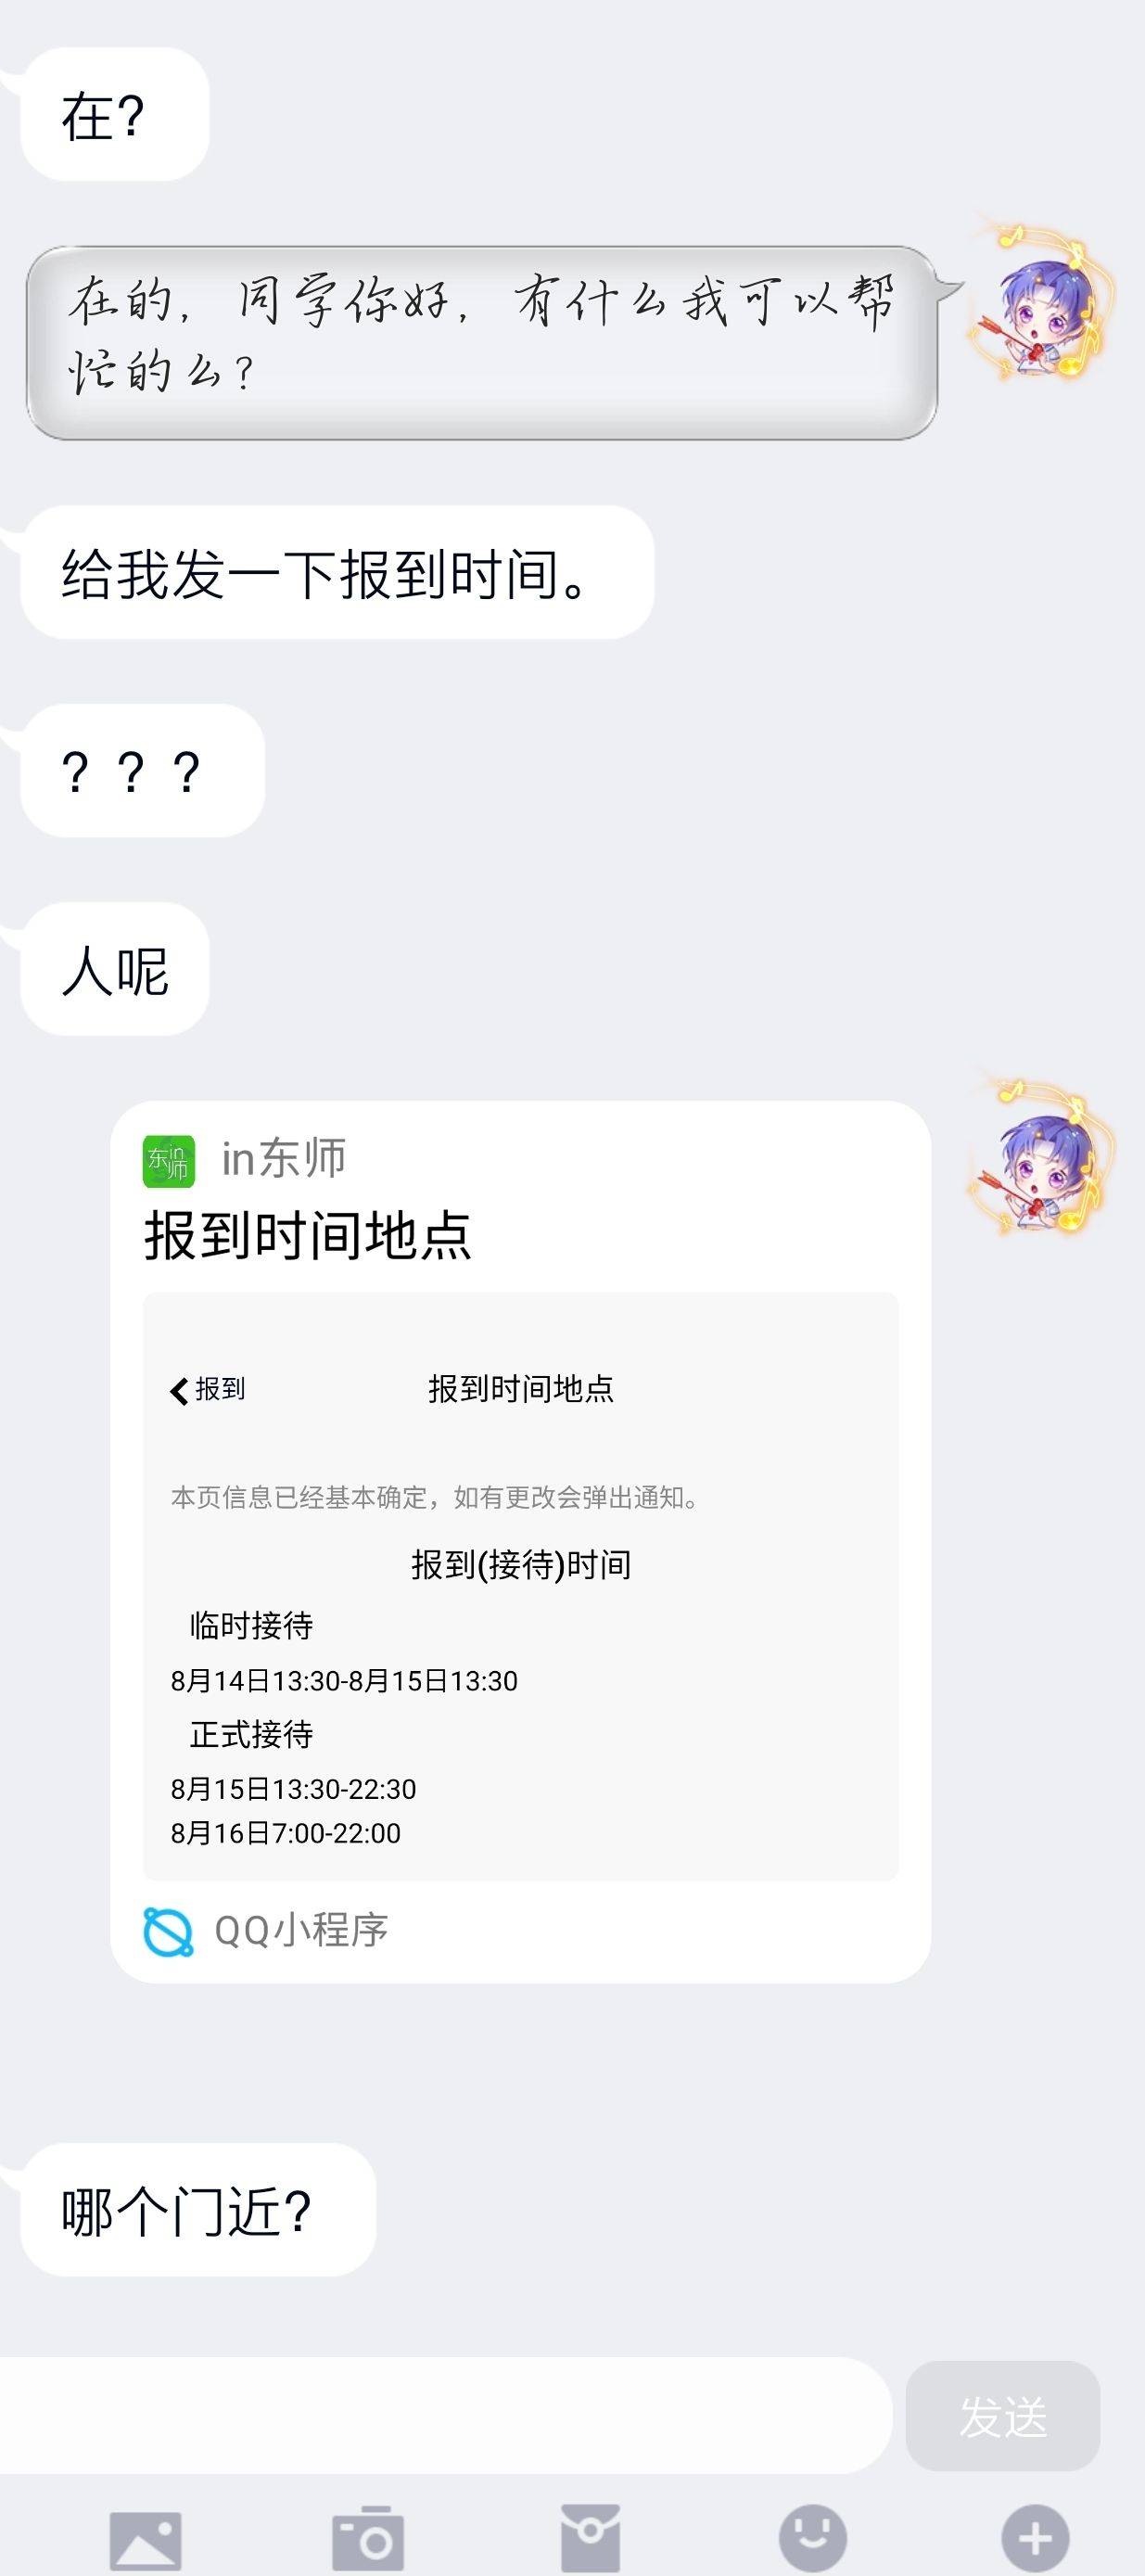 在?
在的，同学你好，有什么我可以帮
忙的么?
给我发一下报到时间。
？？？
人呢
东in师
in东师
报到时间地点
报到
报到时间地点
本页信息已经基本确定，如有更改会弹出通知。
报到(接待)时间
临时接待
8月14日13:30-8月15日13:30
正式接待
8月15日13:30-22:30
8月16日7:00-22:00
QQ小程序
哪个门近?
发送